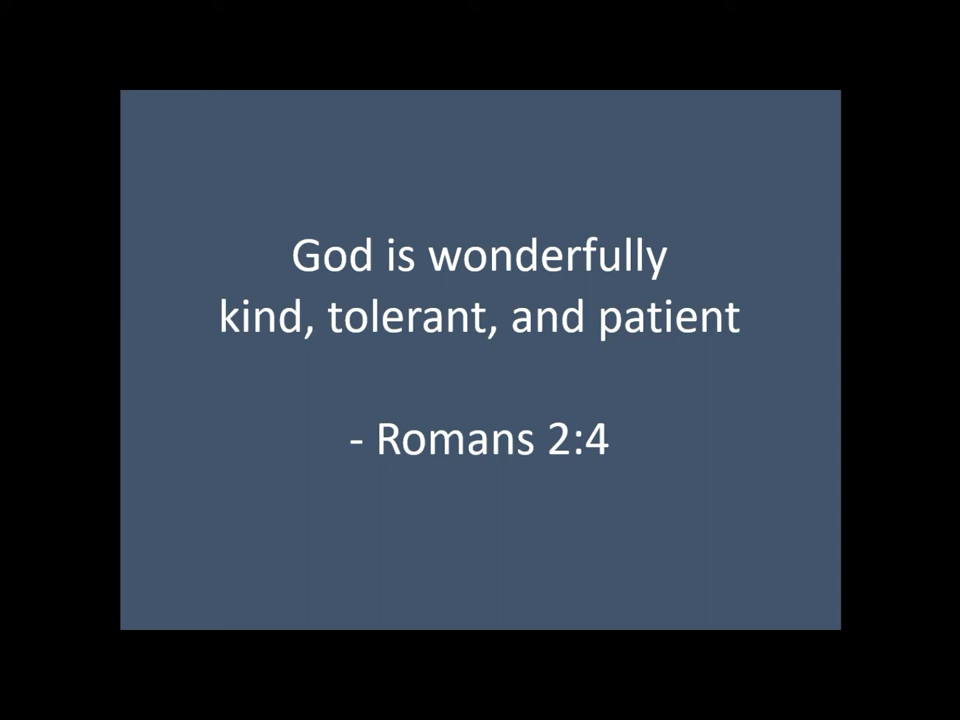 God is wonderfully
kind, tolerant, and patient
- Romans 2:4